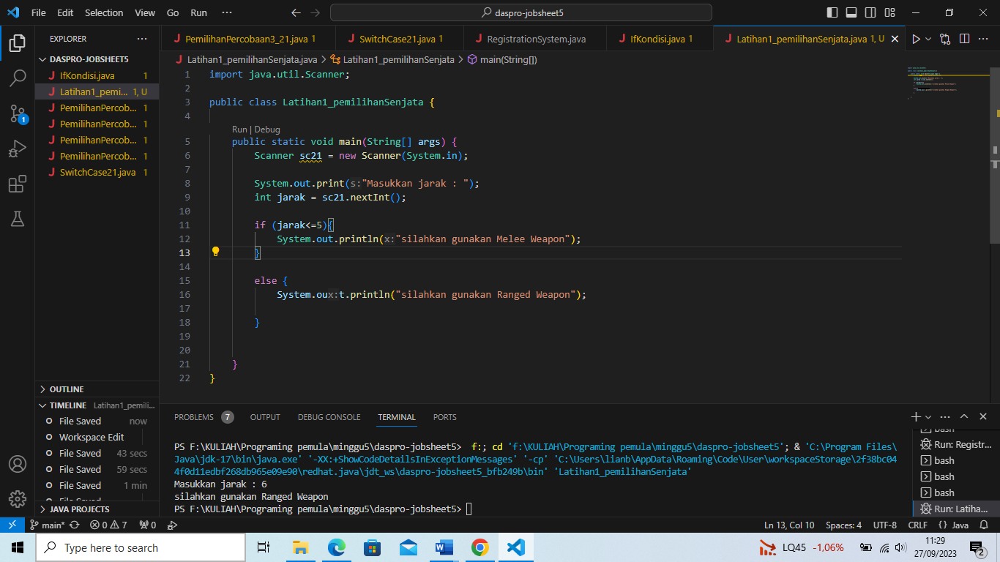 File Edit Selection View Go Run ··· daspro-jobsheet5
EXPLORER ···
DASPRO-JOBSHEET5
IfKondisi.java 1
Latihan1_pemi... 1, U
PemilihanPercob... 1
PemilihanPercob... 1
PemilihanPercob... 1
PemilihanPercob... 1
SwitchCase21.java 1
OUTLINE
TIMELINE Latihan1_pemili...
File Saved now
Workspace Edit
File Saved 43 secs
File Saved 59 secs
File Saved 1 min
JAVA PROJECTS
PemilihanPercobaan3_21.java 1 SwitchCase21.java 1 RegistrationSystem.java IfKondisi.java 1 Latihan1_pemilihanSenjata.java 1, U
Latihan1_pemilihanSenjata.java > Latihan1_pemilihanSenjata > main(String[])
1 import java.util.Scanner;
2
3 public class Latihan1_pemilihanSenjata {
4
Run | Debug
5 public static void main(String[] args) {
6 Scanner sc21 = new Scanner(System.in);
7
8 System.out.print(s:"Masukkan jarak : ");
9 int jarak = sc21.nextInt();
10
11 if (jarak<=5){
12 System.out.println(x:"silahkan gunakan Melee Weapon");
13 }
14
15 else {
16 System.oux:t.println("silahkan gunakan Ranged Weapon");
17
18 }
19
20
21 }
22 }
PROBLEMS 7 OUTPUT DEBUG CONSOLE TERMINAL PORTS
PS F:\KULIAH\Programing pemula\minggu5\daspro-jobsheet5> f:; cd 'f:\KULIAH\Programing pemula\minggu5\daspro-jobsheet5'; & 'C:\Program Files\
Java\jdk-17\bin\java.exe' '-XX:+ShowCodeDetailsInExceptionMessages' '-cp' 'C:\Users\lianb\AppData\Roaming\Code\User\workspaceStorage\2f38bc04
4f0d11edbf268db965e09e90\redhat.java\jdt_ws\daspro-jobsheet5_bfb249b\bin' 'Latihan1_pemilihanSenjata'
Masukkan jarak : 6
silahkan gunakan Ranged Weapon
PS F:\KULIAH\Programing pemula\minggu5\daspro-jobsheet5>
bash
Run: Registr...
bash
bash
bash
Run: Latiha...
1
main* 0 7 0 Ln 13, Col 10 Spaces: 4 UTF-8 CRLF {} Java
Type here to search LQ45 -1,06% 11:29
27/09/2023 2